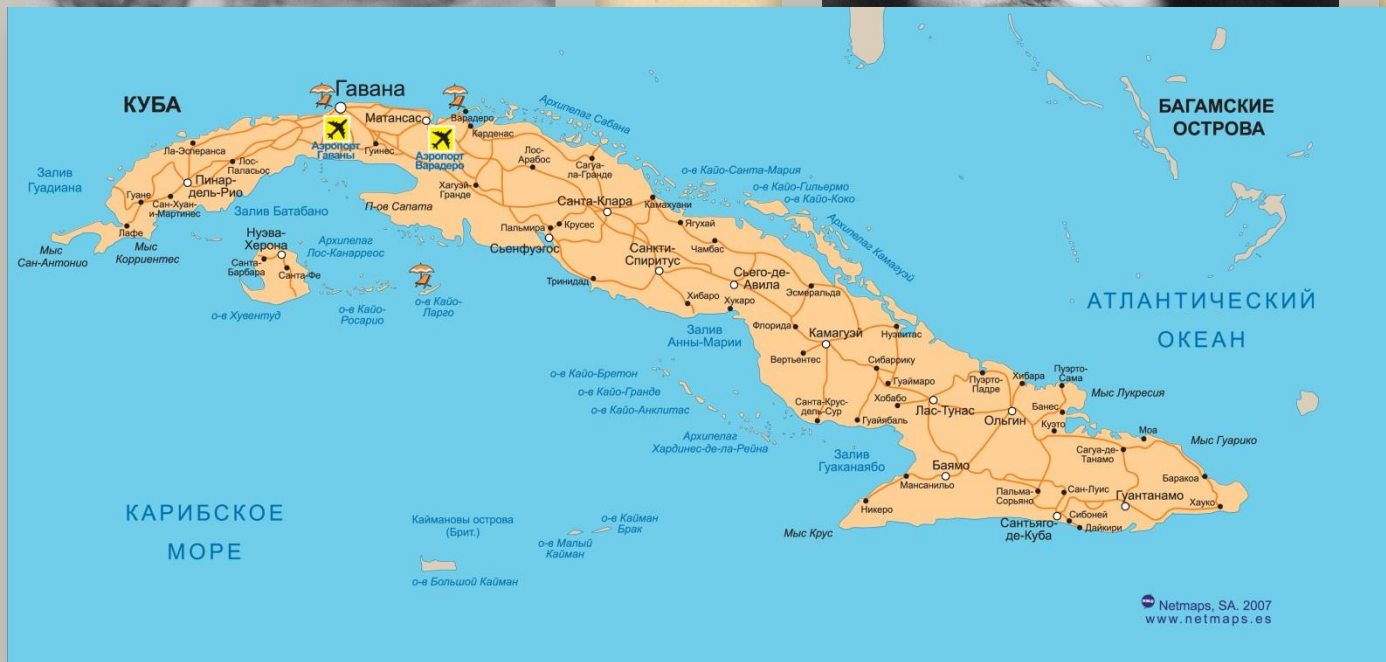 КУБА
Гавана
Матансас
Варадеро
Карденас
Архипелаг Сабана
БАГАМСКИЕ
ОСТРОВА
Аэропорт
Гаваны
Гуинес
Аэропорт
Варадеро
Ла-Эсперанса
Лос-
Паласьос
Лос-
Арабос
Сагуа-
ла-Гранде
Залив
Гуадиана
Пинар-
дель-Рио
Гуане
Сан-Хуан-
и-Мартинес
Хагуэй-
Гранде
П-ов Сапата
Санта-Клара
о-в Кайо-Санта-Мария
о-в Кайо-Гильермо
о-в Кайо-Коко
Камахуани
Залив Батабано
Лафе
Мыс
Сан-Антонио
Мыс
Корриентес
Нуэва-
Херона
Санта-
Барбара
Санта-Фе
Архипелаг
Лос-Канарреос
Пальмира
Крусес
Сьенфуэгос
Ягухай
Чамбас
Архипелаг Камагуэй
Санкти-
Спиритус
Сьего-де-
Авила
Тринидад
Эсмеральда
о-в Хувентуд
о-в Кайо-
Росарио
о-в Кайо-
Ларго
Хибаро
Хукаро
Залив
Анны-Марии
Флорида
Камагуэй
Нуэвитас
АТЛАНТИЧЕСКИЙ
ОКЕАН
Вертьентес
Сибаррику
Гуаймаро
о-в Кайо-Бретон
о-в Кайо-Гранде
о-в Кайо-Анклитас
Санта-Крус-
дель-Сур
Хобабо
Гуайябаль
Лас-Тунас
Пуэрто-
Падре
Хибара
Пуэрто-
Сама
Мыс Лукресия
Ольгин
Банес
Куэто
Архипелаг
Хардинес-де-ла-Рейна
Залив
Гуаканаябо
Моа
Мыс Гуарико
Сагуа-де-
Танамо
Баямо
Мансанильо
Никеро
Мыс Крус
Пальма-
Сорьяно
Сан-Луис
Гуантанамо
Баракоа
Хауко
Сантьяго-
де-Куба
Сибоней
Дайкири
КАРИБСКОЕ
МОРЕ
Каймановы острова
(Брит.)
о-в Кайман
Брак
о-в Малый
Кайман
о-в Большой Кайман
Netmaps, SA. 2007
www.netmaps.es